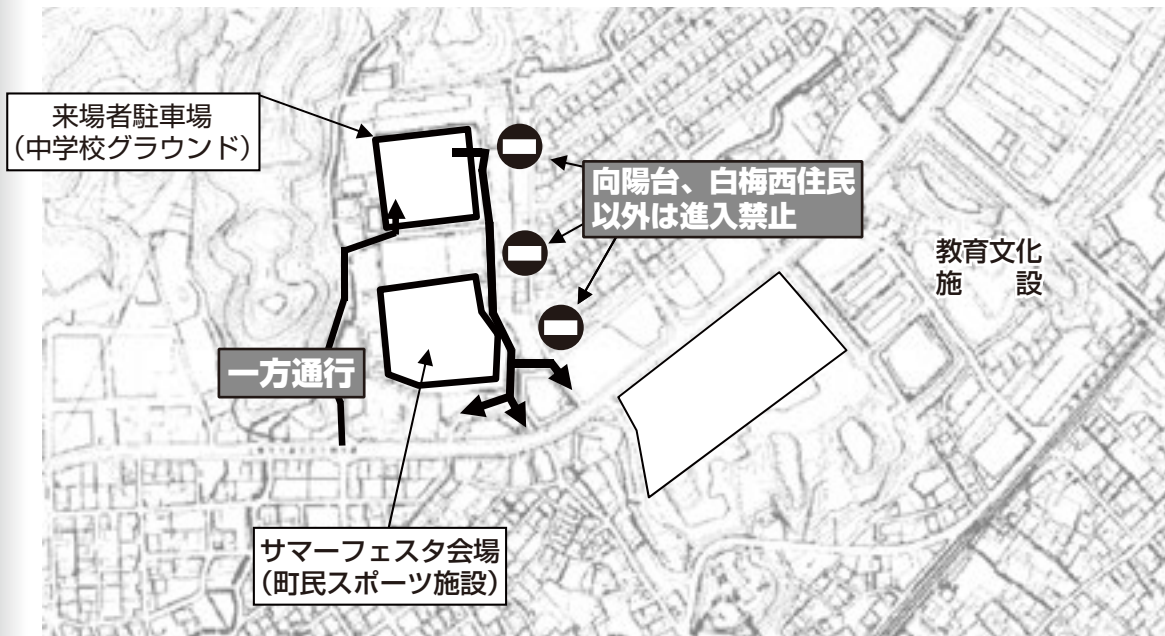 来場者駐車場
(中学校グラウンド)
向陽台、白梅西住民
以外は進入禁止
教育文化
施　設
一方通行
サマーフェスタ会場
(町民スポーツ施設)